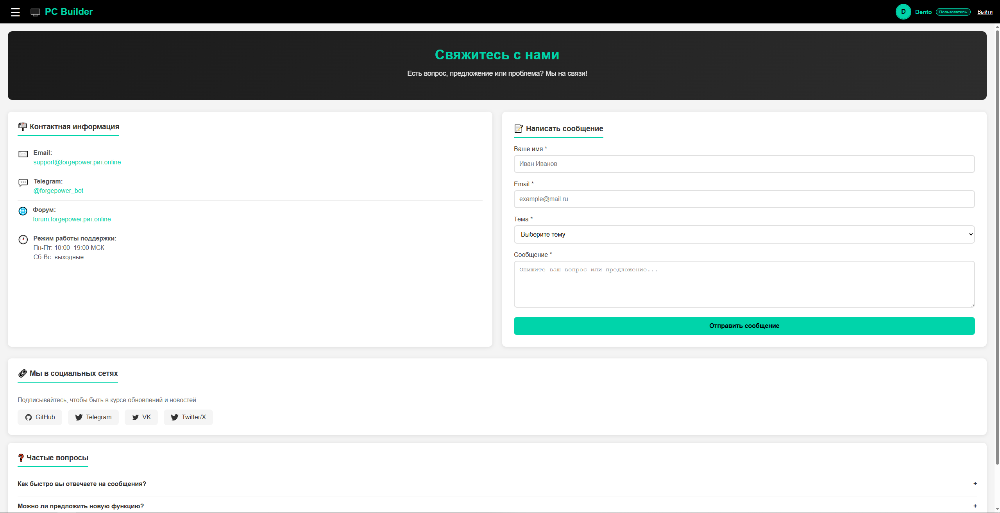 ☰ PC Builder
D Dento Пользователь Выйти
Свяжитесь с нами
Есть вопрос, предложение или проблема? Мы на связи!
Контактная информация
Email:
support@forgepower.рит.online
Telegram:
@forgepower_bot
Форум:
forum.forgepower.рит.online
Режим работы поддержки:
Пн-Пт: 10:00–19:00 МСК
Сб-Вс: выходные
Написать сообщение
Ваше имя *
Иван Иванов
Email *
example@mail.ru
Тема *
Выберите тему
Сообщение *
Опишите ваш вопрос или предложение...
Отправить сообщение
Мы в социальных сетях
Подписывайтесь, чтобы быть в курсе обновлений и новостей
GitHub Telegram VK Twitter/X
❓ Частые вопросы
Как быстро вы отвечаете на сообщения? +
Можно ли предложить новую функцию? +